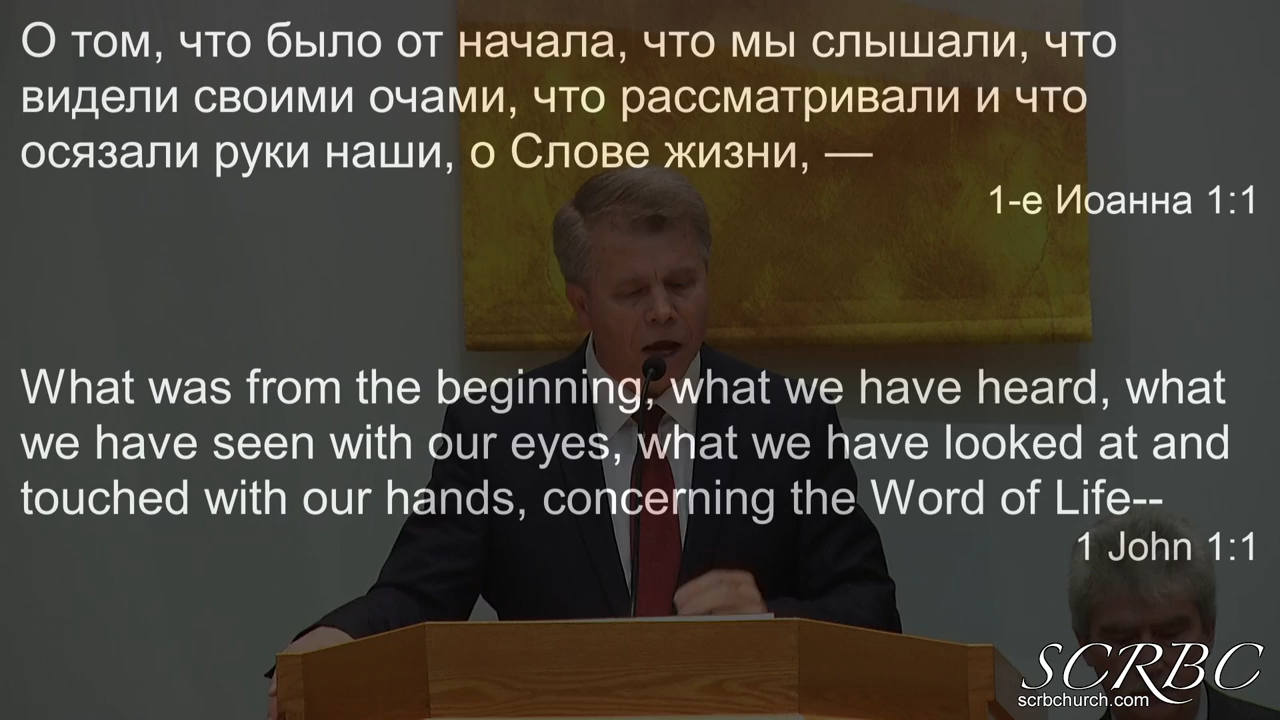 О том, что было от начала, что мы слышали, что
видели своими очами, что рассматривали и что
осязали руки наши, о Слове жизни, —
1-е Иоанна 1:1
What was from the beginning, what we have heard, what
we have seen with our eyes, what we have looked at and
touched with our hands, concerning the Word of Life--
1 John 1:1
SCRBC
scrbchurch.com